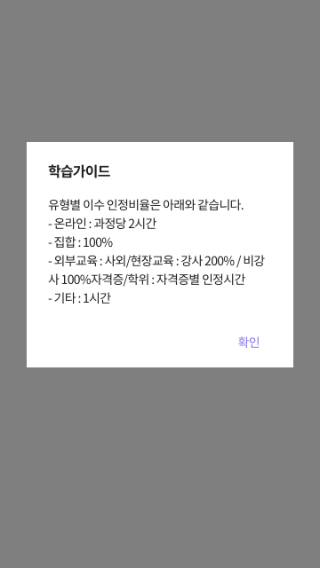 학습가이드
유형별 이수 인정비율은 아래와 같습니다.
- 온라인 : 과정당 2시간
- 집합 : 100%
- 외부교육 : 사외/현장교육 : 강사 200% / 비강
사 100%자격증/학위 : 자격증별 인정시간
- 기타 : 1시간
확인